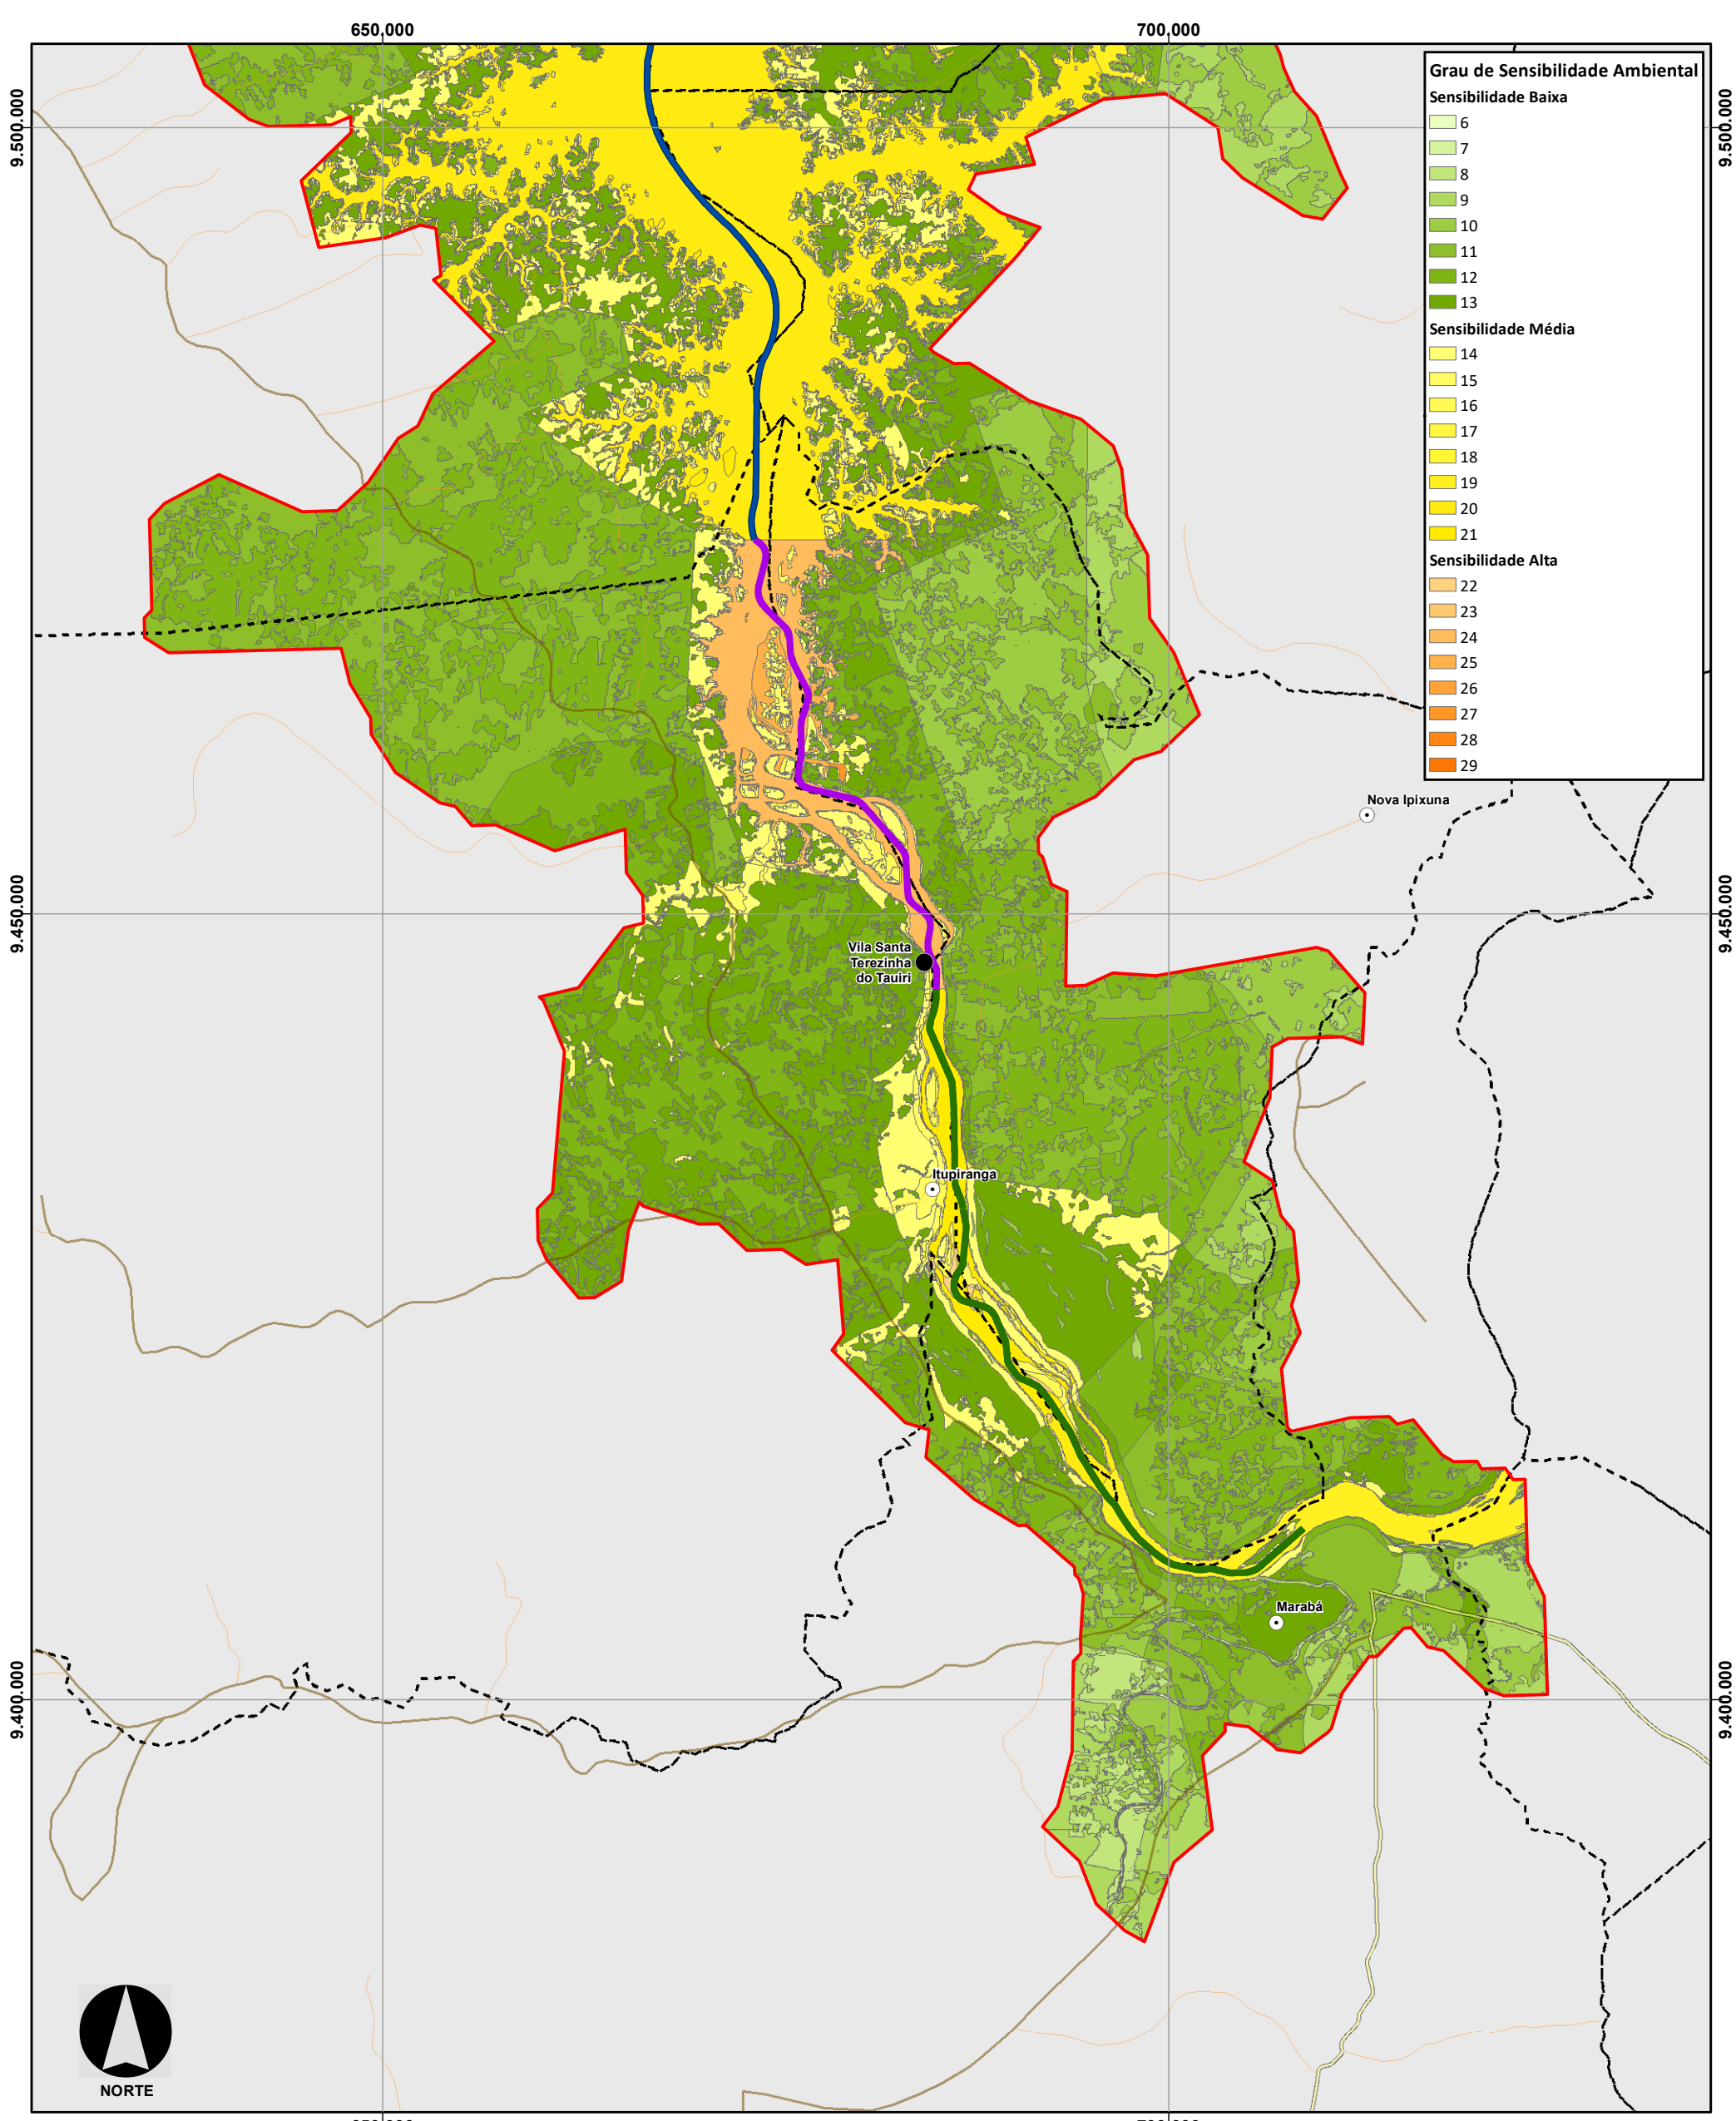 650.000
700.000
9.500.000
9.500.000
Grau de Sensibilidade Ambiental
Sensibilidade Baixa
6
7
8
9
10
11
12
13
Sensibilidade Média
14
15
16
17
18
19
20
21
Sensibilidade Alta
22
23
24
25
26
27
28
29
Nova Ipixuna
9.450.000
9.450.000
Vila Santa
Terezinha
do Tauiri
Itupiranga
Marabá
9.400.000
9.400.000
NORTE